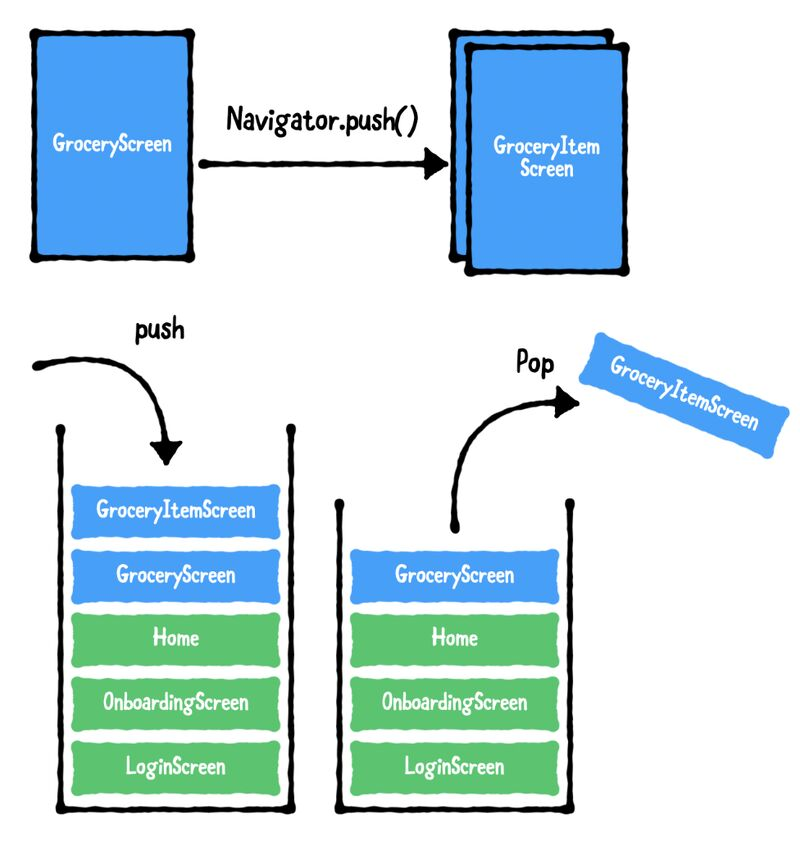 GroceryScreen
Navigator.push()
GroceryItem
Screen
push
GroceryItemScreen
GroceryScreen
Home
OnboardingScreen
LoginScreen
Pop
GroceryItemScreen
GroceryScreen
Home
OnboardingScreen
LoginScreen